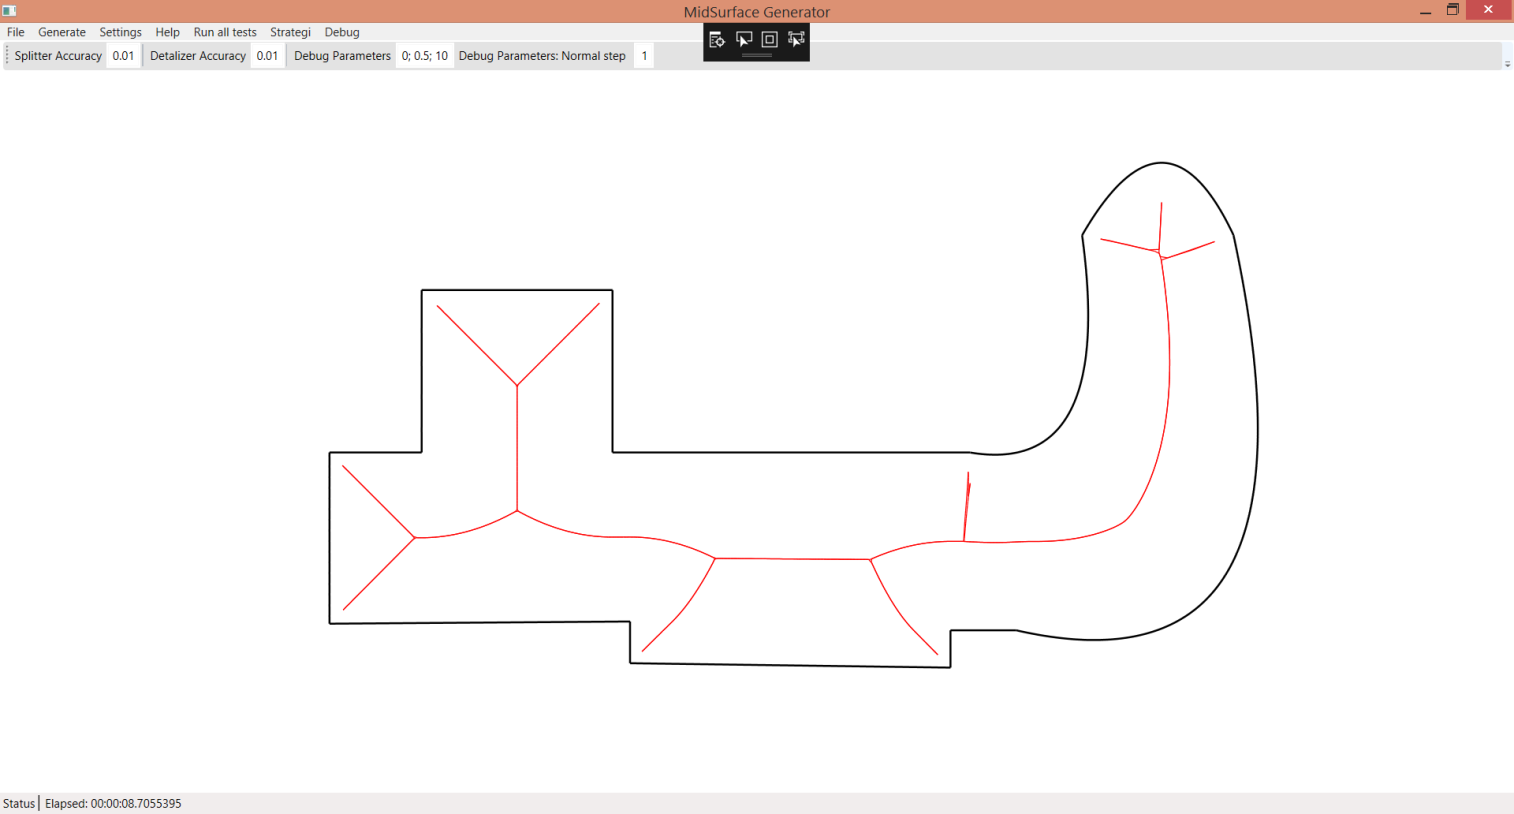 MidSurface Generator
File Generate Settings Help Run all tests Strategi Debug
Splitter Accuracy 0.01 Detalizer Accuracy 0.01 Debug Parameters 0; 0.5; 10 Debug Parameters: Normal step 1
Status Elapsed: 00:00:08.7055395